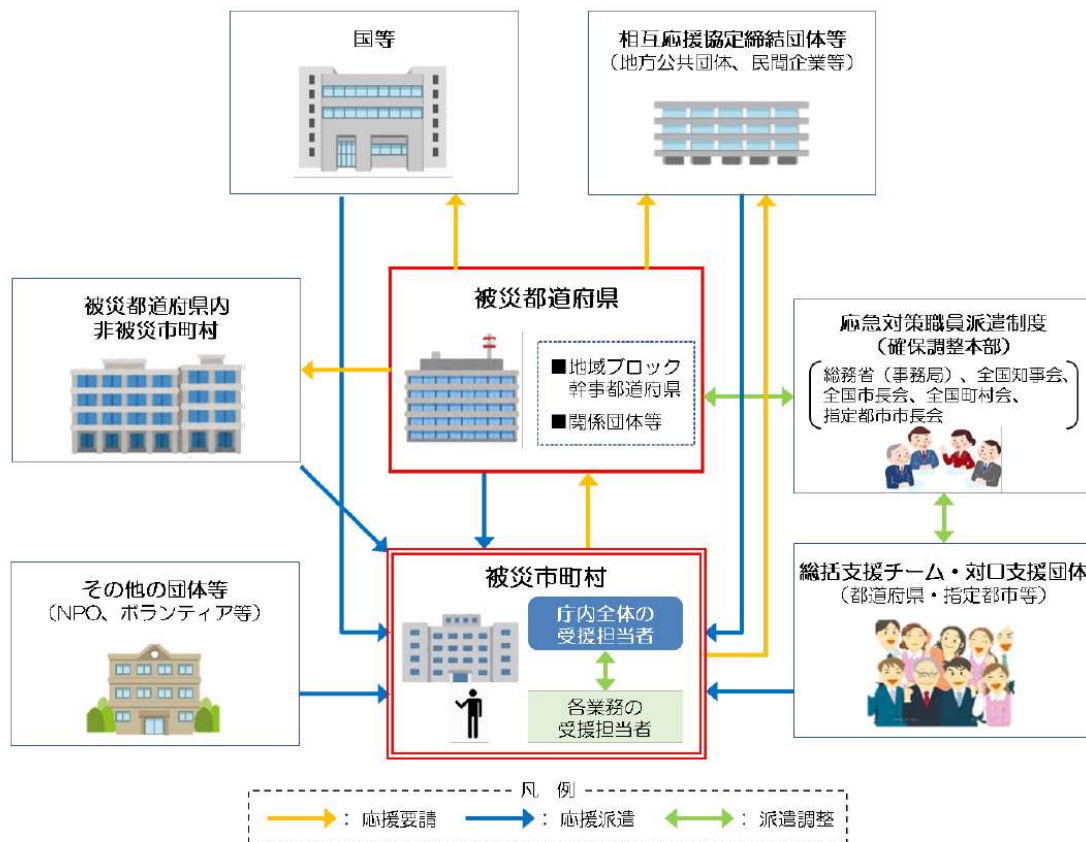 国等
相互応援協定締結団体等
（地方公共団体、民間企業等）
被災都道府県内
非被災市町村
被災都道府県
■地域ブロック
幹事都道府県
■関係団体等
応急対策職員派遣制度
（確保調整本部）
総務省（事務局）、全国知事会、
全国市長会、全国町村会、
指定都市市長会
その他の団体等
（NPO、ボランティア等）
被災市町村
庁内全体の
受援担当者
各業務の
受援担当者
総括支援チーム・対口支援団体
（都道府県・指定都市等）
凡　例
：応援要請
：応援派遣
：派遣調整